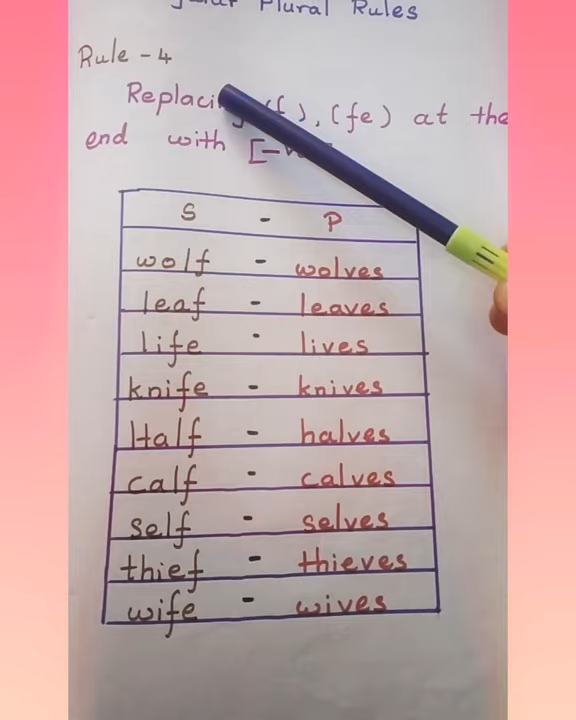 Plural Rules
Rule - 4
(f), (fe) at the
end with
S - P
wolf - wolves
leaf - leaves
life - lives
knife - knives
Half - halves
calf - calves
self - selves
thief - thieves
wife - wives